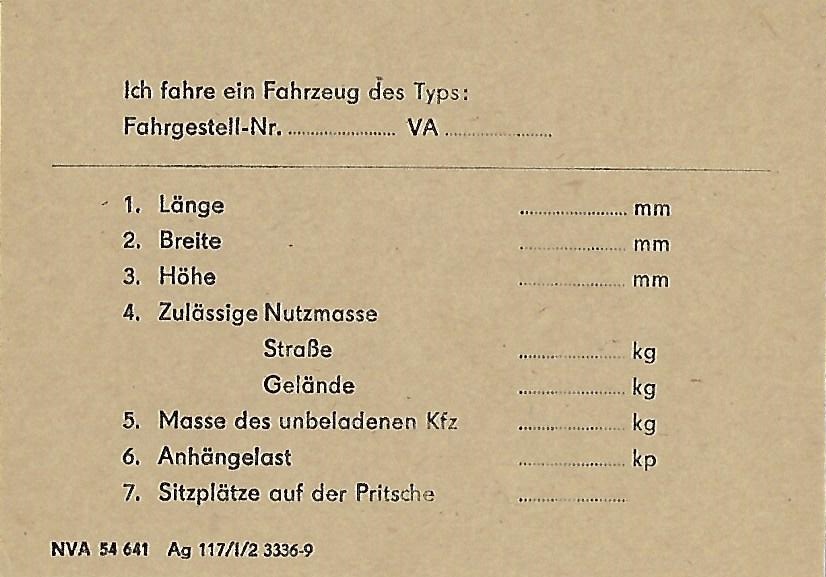 Ich fahre ein Fahrzeug des Typs:
Fahrgestell-Nr. ........................ VA ........................
1. Länge ........................ mm
2. Breite ........................ mm
3. Höhe ........................ mm
4. Zulässige Nutzmasse
Straße ........................ kg
Gelände ........................ kg
5. Masse des unbeladenen Kfz ........................ kg
6. Anhängelast ........................ kp
7. Sitzplätze auf der Pritsche ........................
NVA 54 641 Ag 117/I/2 3336-9